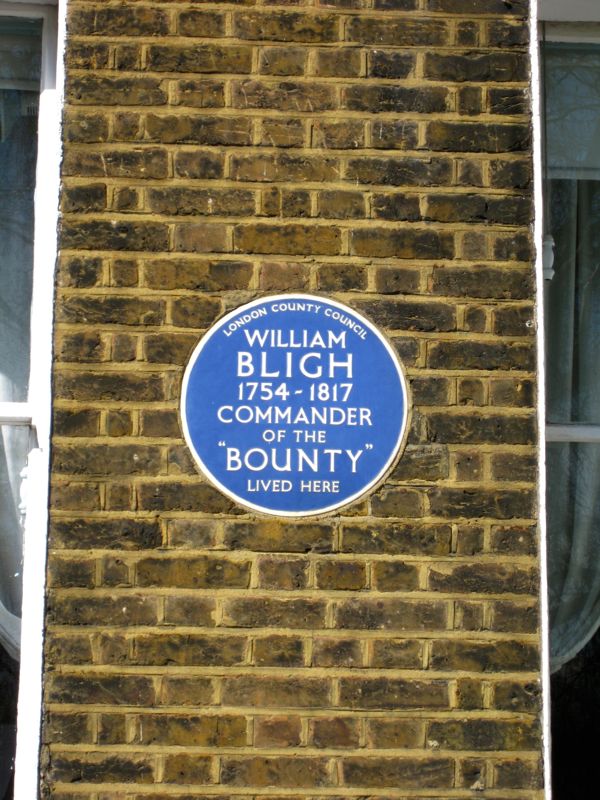 LONDON COUNTY COUNCIL
WILLIAM
BLIGH
1754-1817
COMMANDER
OF THE
"BOUNTY"
LIVED HERE